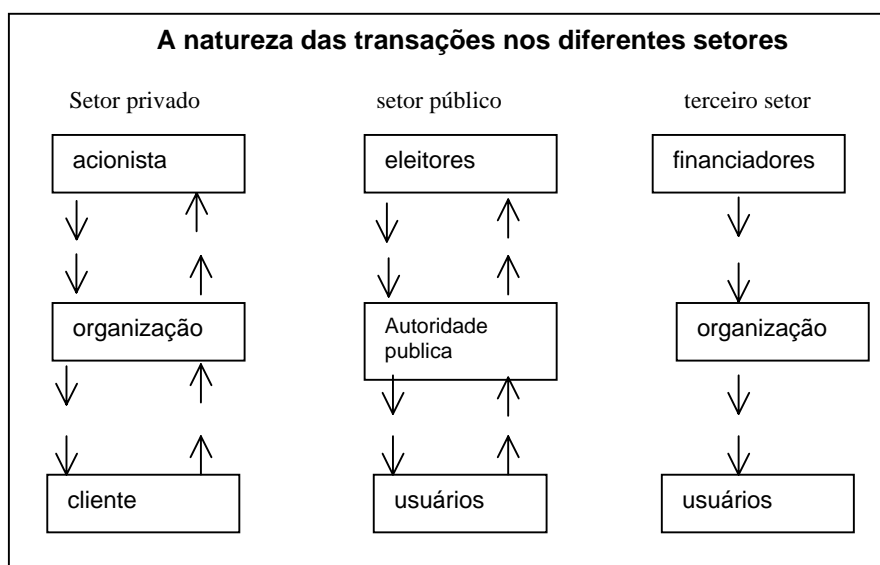 A natureza das transações nos diferentes setores
Setor privado
setor público
terceiro setor
acionista
eleitores
financiadores
organização
Autoridade
publica
organização
cliente
usuários
usuários